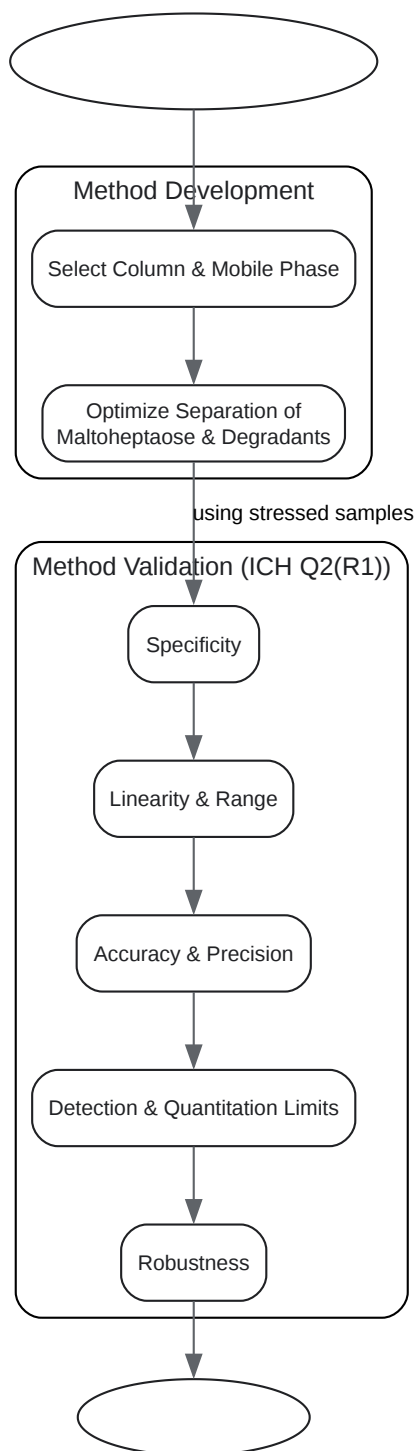 Method Development
Select Column & Mobile Phase
Optimize Separation of
Maltoheptaose & Degradants
using stressed samples
Method Validation (ICH Q2(R1))
Specificity
Linearity & Range
Accuracy & Precision
Detection & Quantitation Limits
Robustness